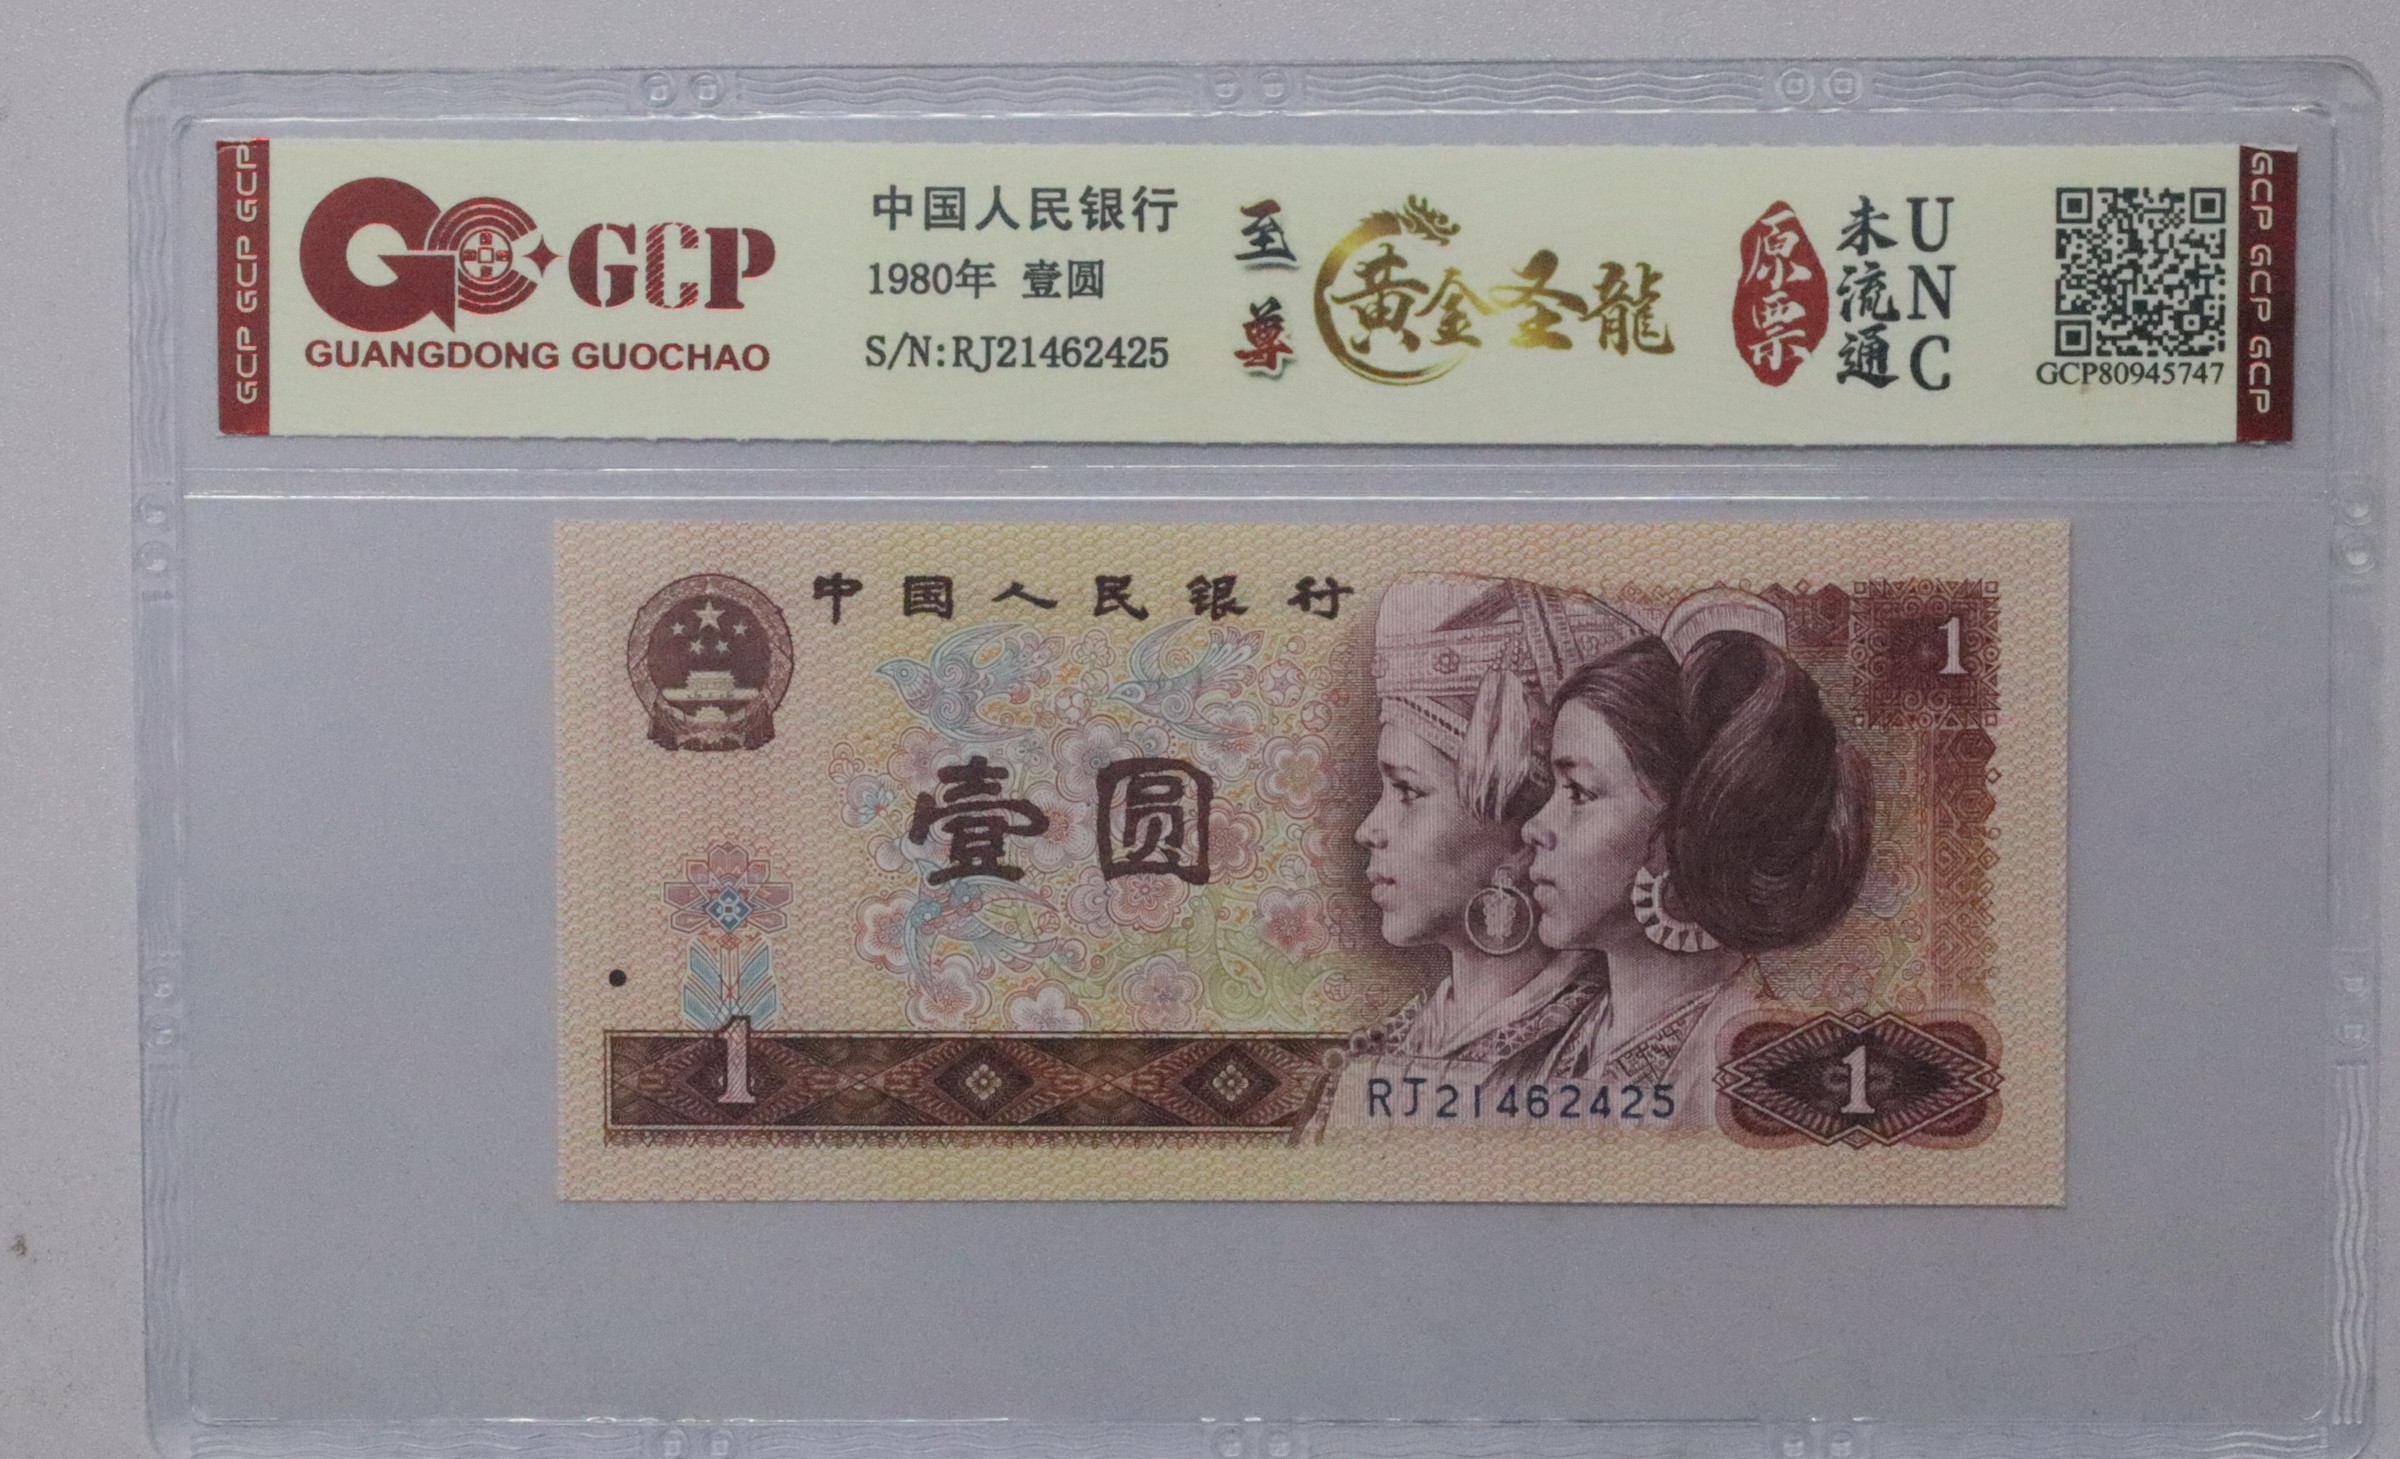 GCP GCP GCP
GCP
GUANGDONG GUOCHAO
中国人民银行
1980年 壹圆
S/N:RJ21462425
至尊
黄金圣龍
原票
未流通
UNC
GCP80945747
GCP GCP GCP
中国人民银行
1
壹圆
1
RJ21462425
1